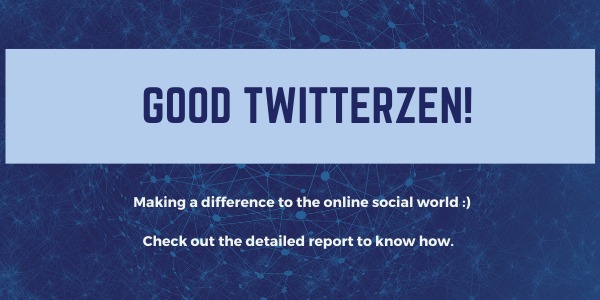 GOOD TWITTERZEN!
Making a difference to the online social world :)
Check out the detailed report to know how.